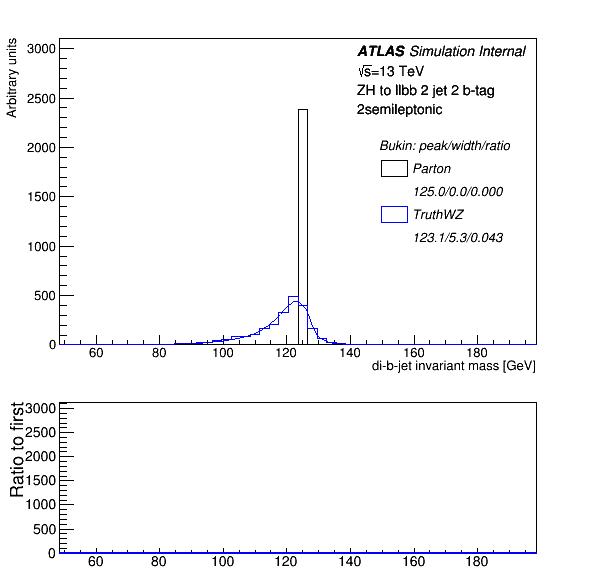 Arbitrary units
3000
2500
2000
1500
1000
500
0
ATLAS Simulation Internal
√s=13 TeV
ZH to llbb 2 jet 2 b-tag
2semileptonic
Bukin: peak/width/ratio
Parton
125.0/0.0/0.000
TruthWZ
123.1/5.3/0.043
60 80 100 120 140 160 180
di-b-jet invariant mass [GeV]
Ratio to first
3000
2500
2000
1500
1000
500
0
60 80 100 120 140 160 180